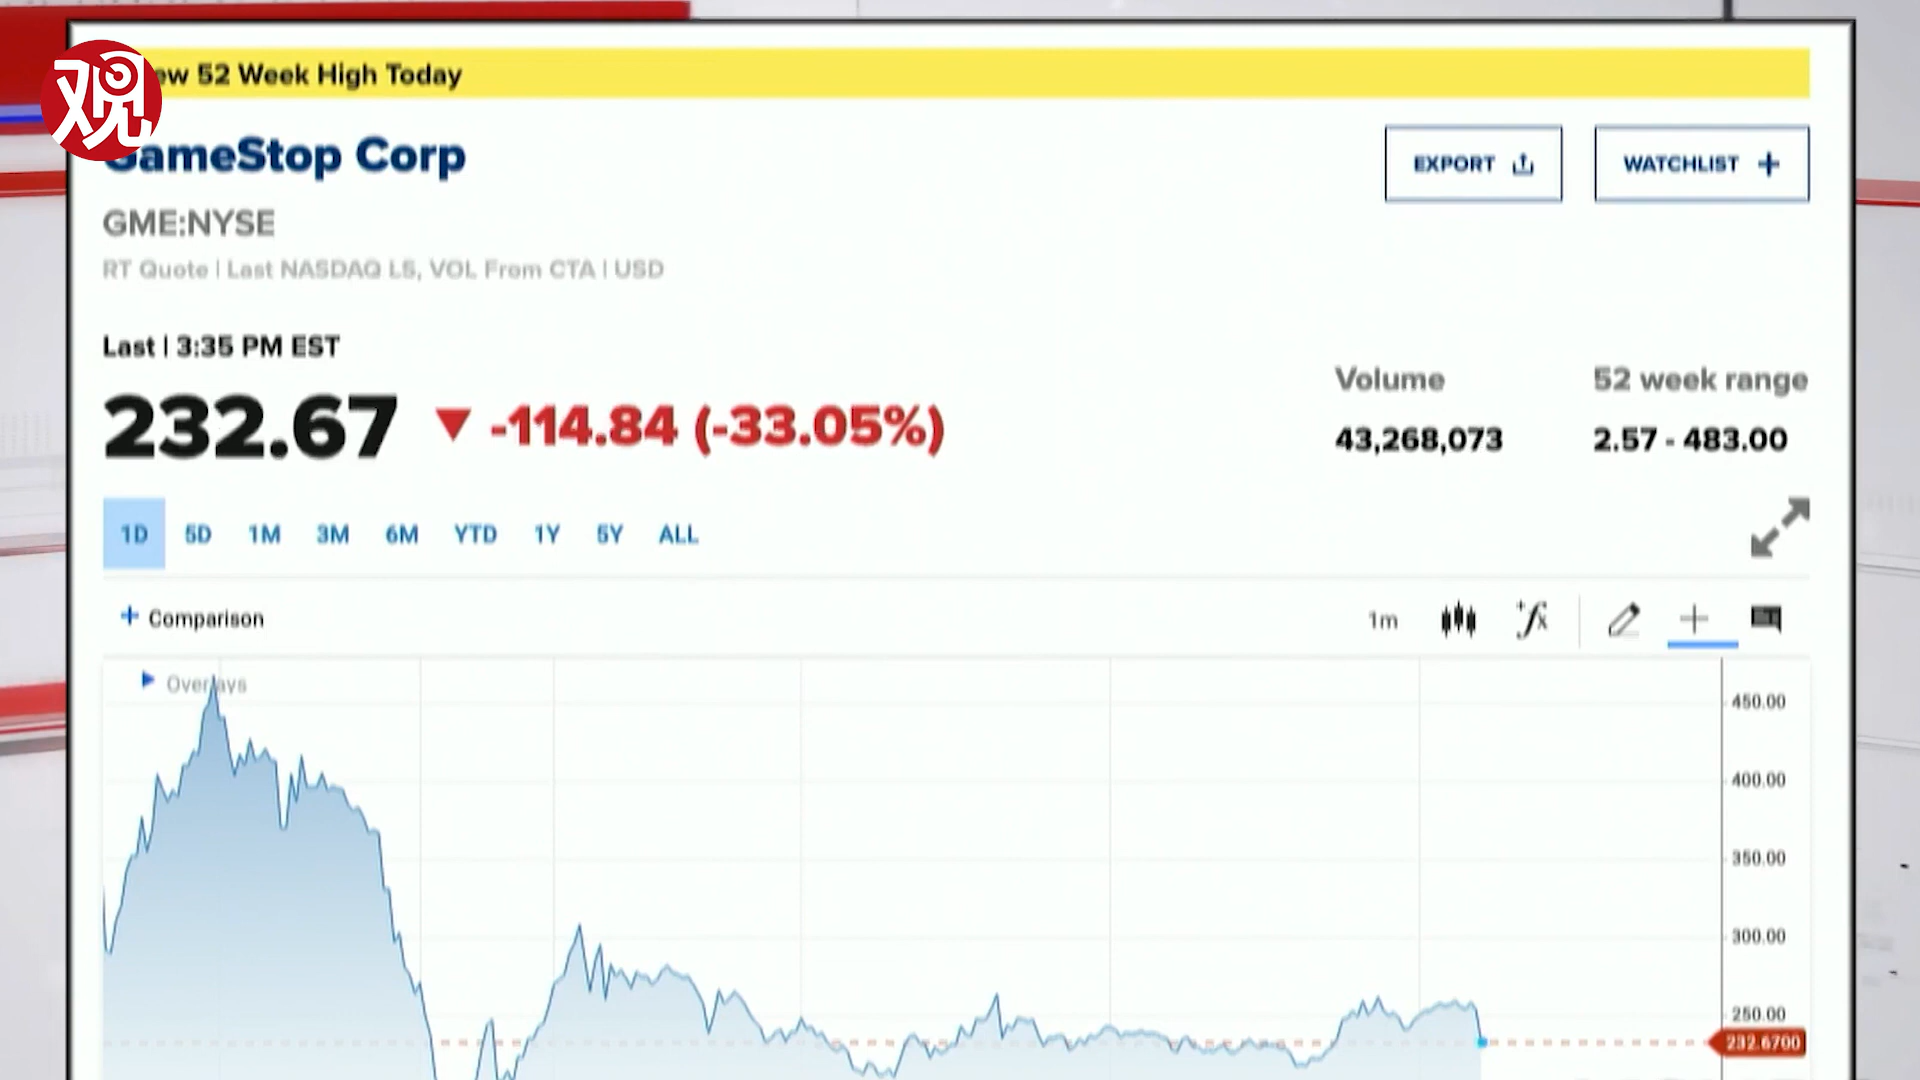 观
ew 52 Week High Today
GameStop Corp
EXPORT
WATCHLIST +
GME:NYSE
RT Quote | Last NASDAQ LS, VOL From CTA | USD
Last | 3:35 PM EST
232.67 ▼ -114.84 (-33.05%)
Volume
43,268,073
52 week range
2.57 - 483.00
1D 5D 1M 3M 6M YTD 1Y 5Y ALL
+ Comparison
1m
Overlays
450.00
400.00
350.00
300.00
250.00
232.6700